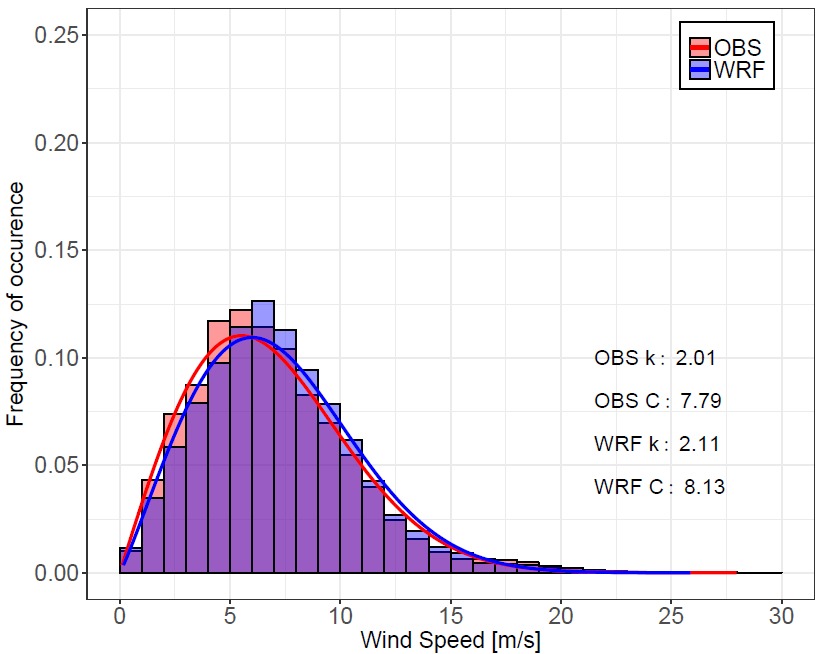 0.25
0.20
0.15
0.10
0.05
0.00
Frequency of occurence
OBS
WRF
OBS k : 2.01
OBS C : 7.79
WRF k : 2.11
WRF C : 8.13
0 5 10 15 20 25 30
Wind Speed [m/s]